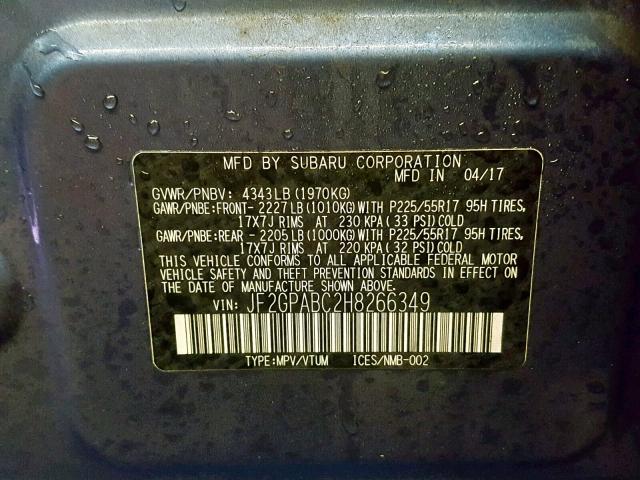 MFD BY SUBARU CORPORATION
MFD IN 04/17
GVWR/PNBV: 4343LB (1970KG)
GAWR/PNBE:FRONT- 2227LB(1010KG)WITH P225/55R17 95H TIRES,
17X7J RIMS AT 230 KPA(33 PSI)COLD
GAWR/PNBE:REAR - 2205LB(1000KG)WITH P225/55R17 95H TIRES,
17X7J RIMS AT 220 KPA(32 PSI)COLD
THIS VEHICLE CONFORMS TO ALL APPLICABLE FEDERAL MOTOR
VEHICLE SAFETY AND THEFT PREVENTION STANDARDS IN EFFECT ON
THE DATE OF MANUFACTURE SHOWN ABOVE.
VIN: JF2GPABC2H8266349
TYPE:MPV/VTUM ICES/NMB-002